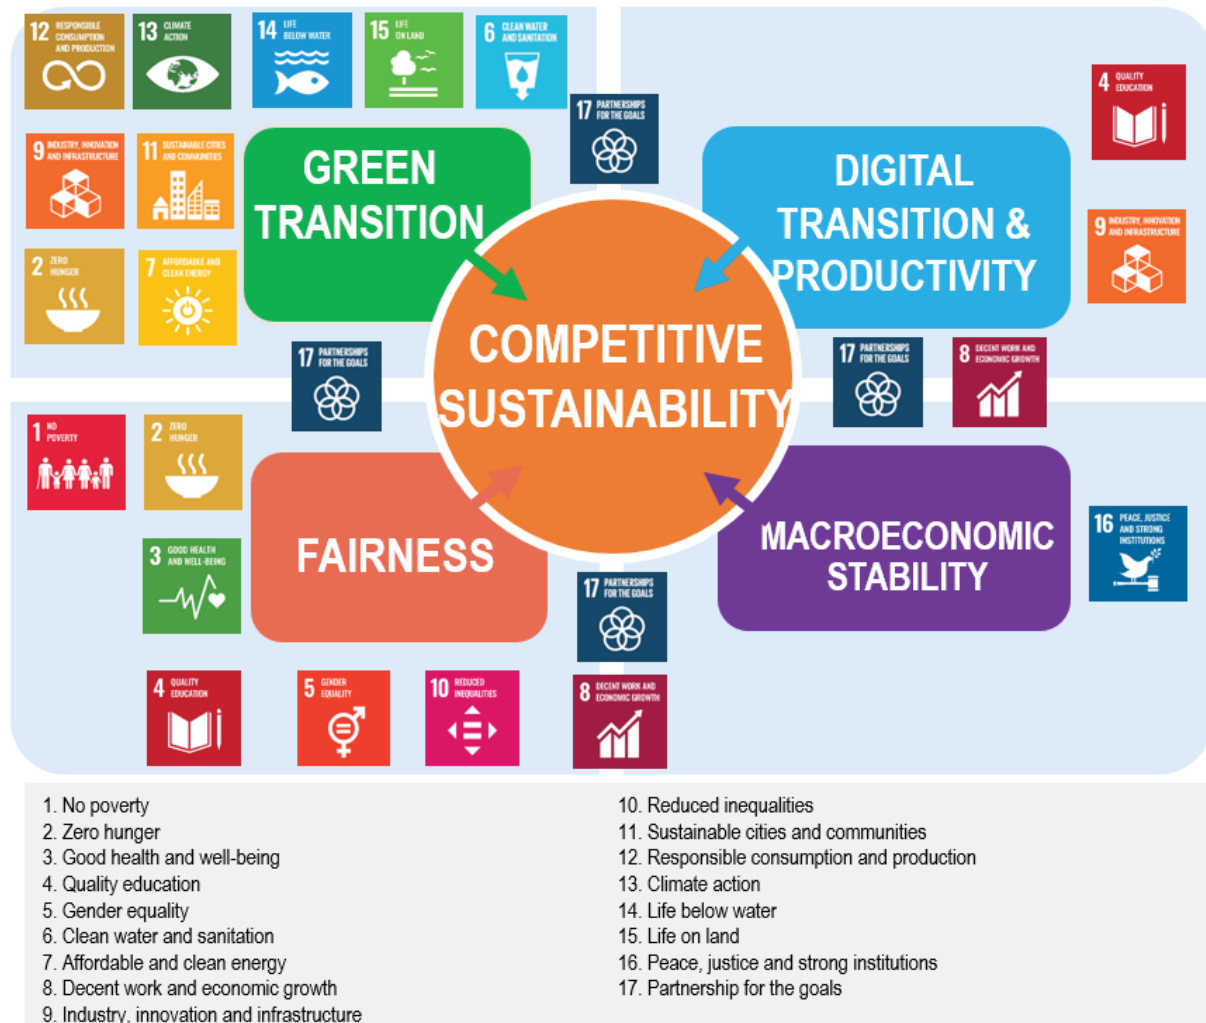 12 RESPONSIBLE
CONSUMPTION
AND PRODUCTION
13 CLIMATE
ACTION
14 LIFE
BELOW WATER
15 LIFE
ON LAND
6 CLEAN WATER
AND SANITATION
17 PARTNERSHIPS
FOR THE GOALS
4 QUALITY
EDUCATION
9 INDUSTRY, INNOVATION
AND INFRASTRUCTURE
11 SUSTAINABLE CITIES
AND COMMUNITIES
GREEN
TRANSITION
DIGITAL
TRANSITION &
PRODUCTIVITY
9 INDUSTRY, INNOVATION
AND INFRASTRUCTURE
2 ZERO
HUNGER
7 AFFORDABLE AND
CLEAN ENERGY
COMPETITIVE
SUSTAINABILITY
17 PARTNERSHIPS
FOR THE GOALS
17 PARTNERSHIPS
FOR THE GOALS
8 DECENT WORK AND
ECONOMIC GROWTH
1 NO
POVERTY
2 ZERO
HUNGER
3 GOOD HEALTH
AND WELL-BEING
FAIRNESS
MACROECONOMIC
STABILITY
16 PEACE, JUSTICE
AND STRONG
INSTITUTIONS
17 PARTNERSHIPS
FOR THE GOALS
4 QUALITY
EDUCATION
5 GENDER
EQUALITY
10 REDUCED
INEQUALITIES
8 DECENT WORK AND
ECONOMIC GROWTH
1. No poverty
2. Zero hunger
3. Good health and well-being
4. Quality education
5. Gender equality
6. Clean water and sanitation
7. Affordable and clean energy
8. Decent work and economic growth
9. Industry, innovation and infrastructure
10. Reduced inequalities
11. Sustainable cities and communities
12. Responsible consumption and production
13. Climate action
14. Life below water
15. Life on land
16. Peace, justice and strong institutions
17. Partnership for the goals